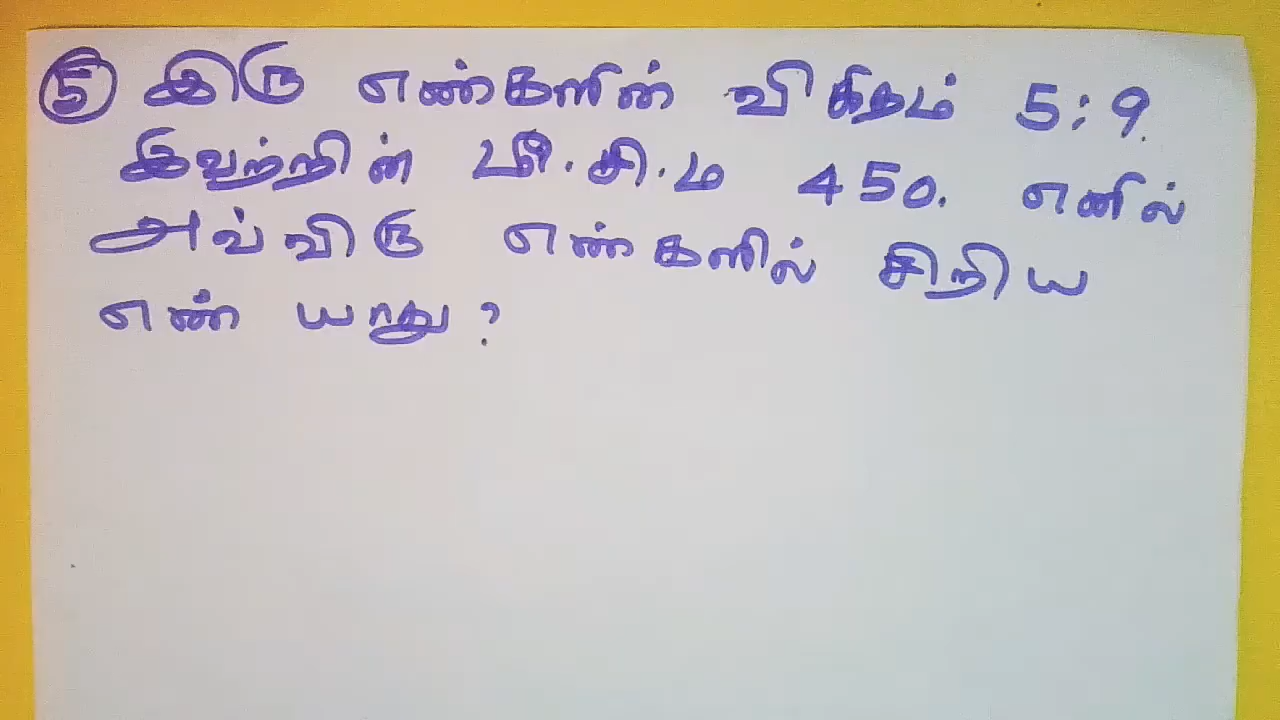 5 இரு எண்களின் விகிதம் 5:9.
இவற்றின் மீ.சி.ம 450. எனில்
அவ்விரு எண்களில் சிறிய
எண் யாது?